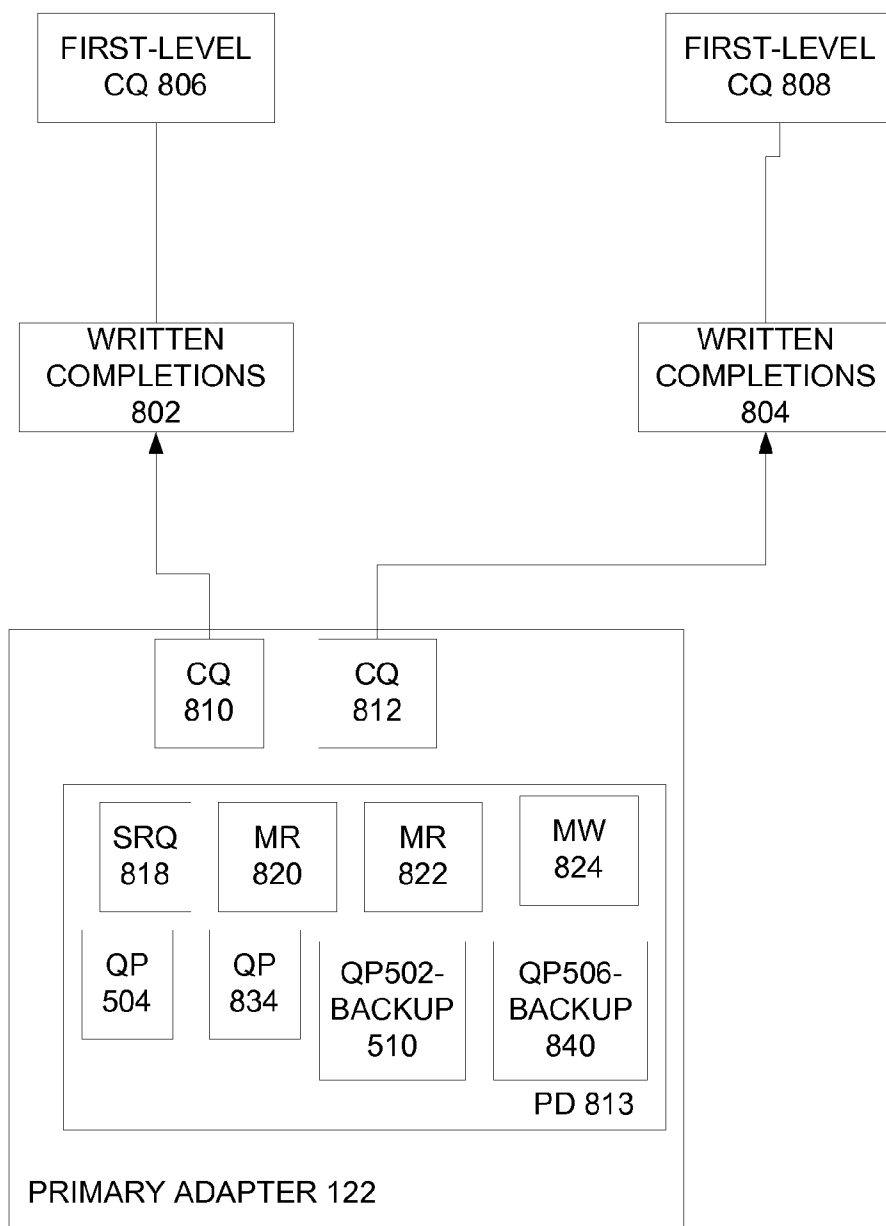 FIRST-LEVEL
CQ 806
FIRST-LEVEL
CQ 808
WRITTEN
COMPLETIONS
802
WRITTEN
COMPLETIONS
804
CQ
810
CQ
812
SRQ
818
MR
820
MR
822
MW
824
QP
504
QP
834
QP502-
BACKUP
510
QP506-
BACKUP
840
PD 813
PRIMARY ADAPTER 122